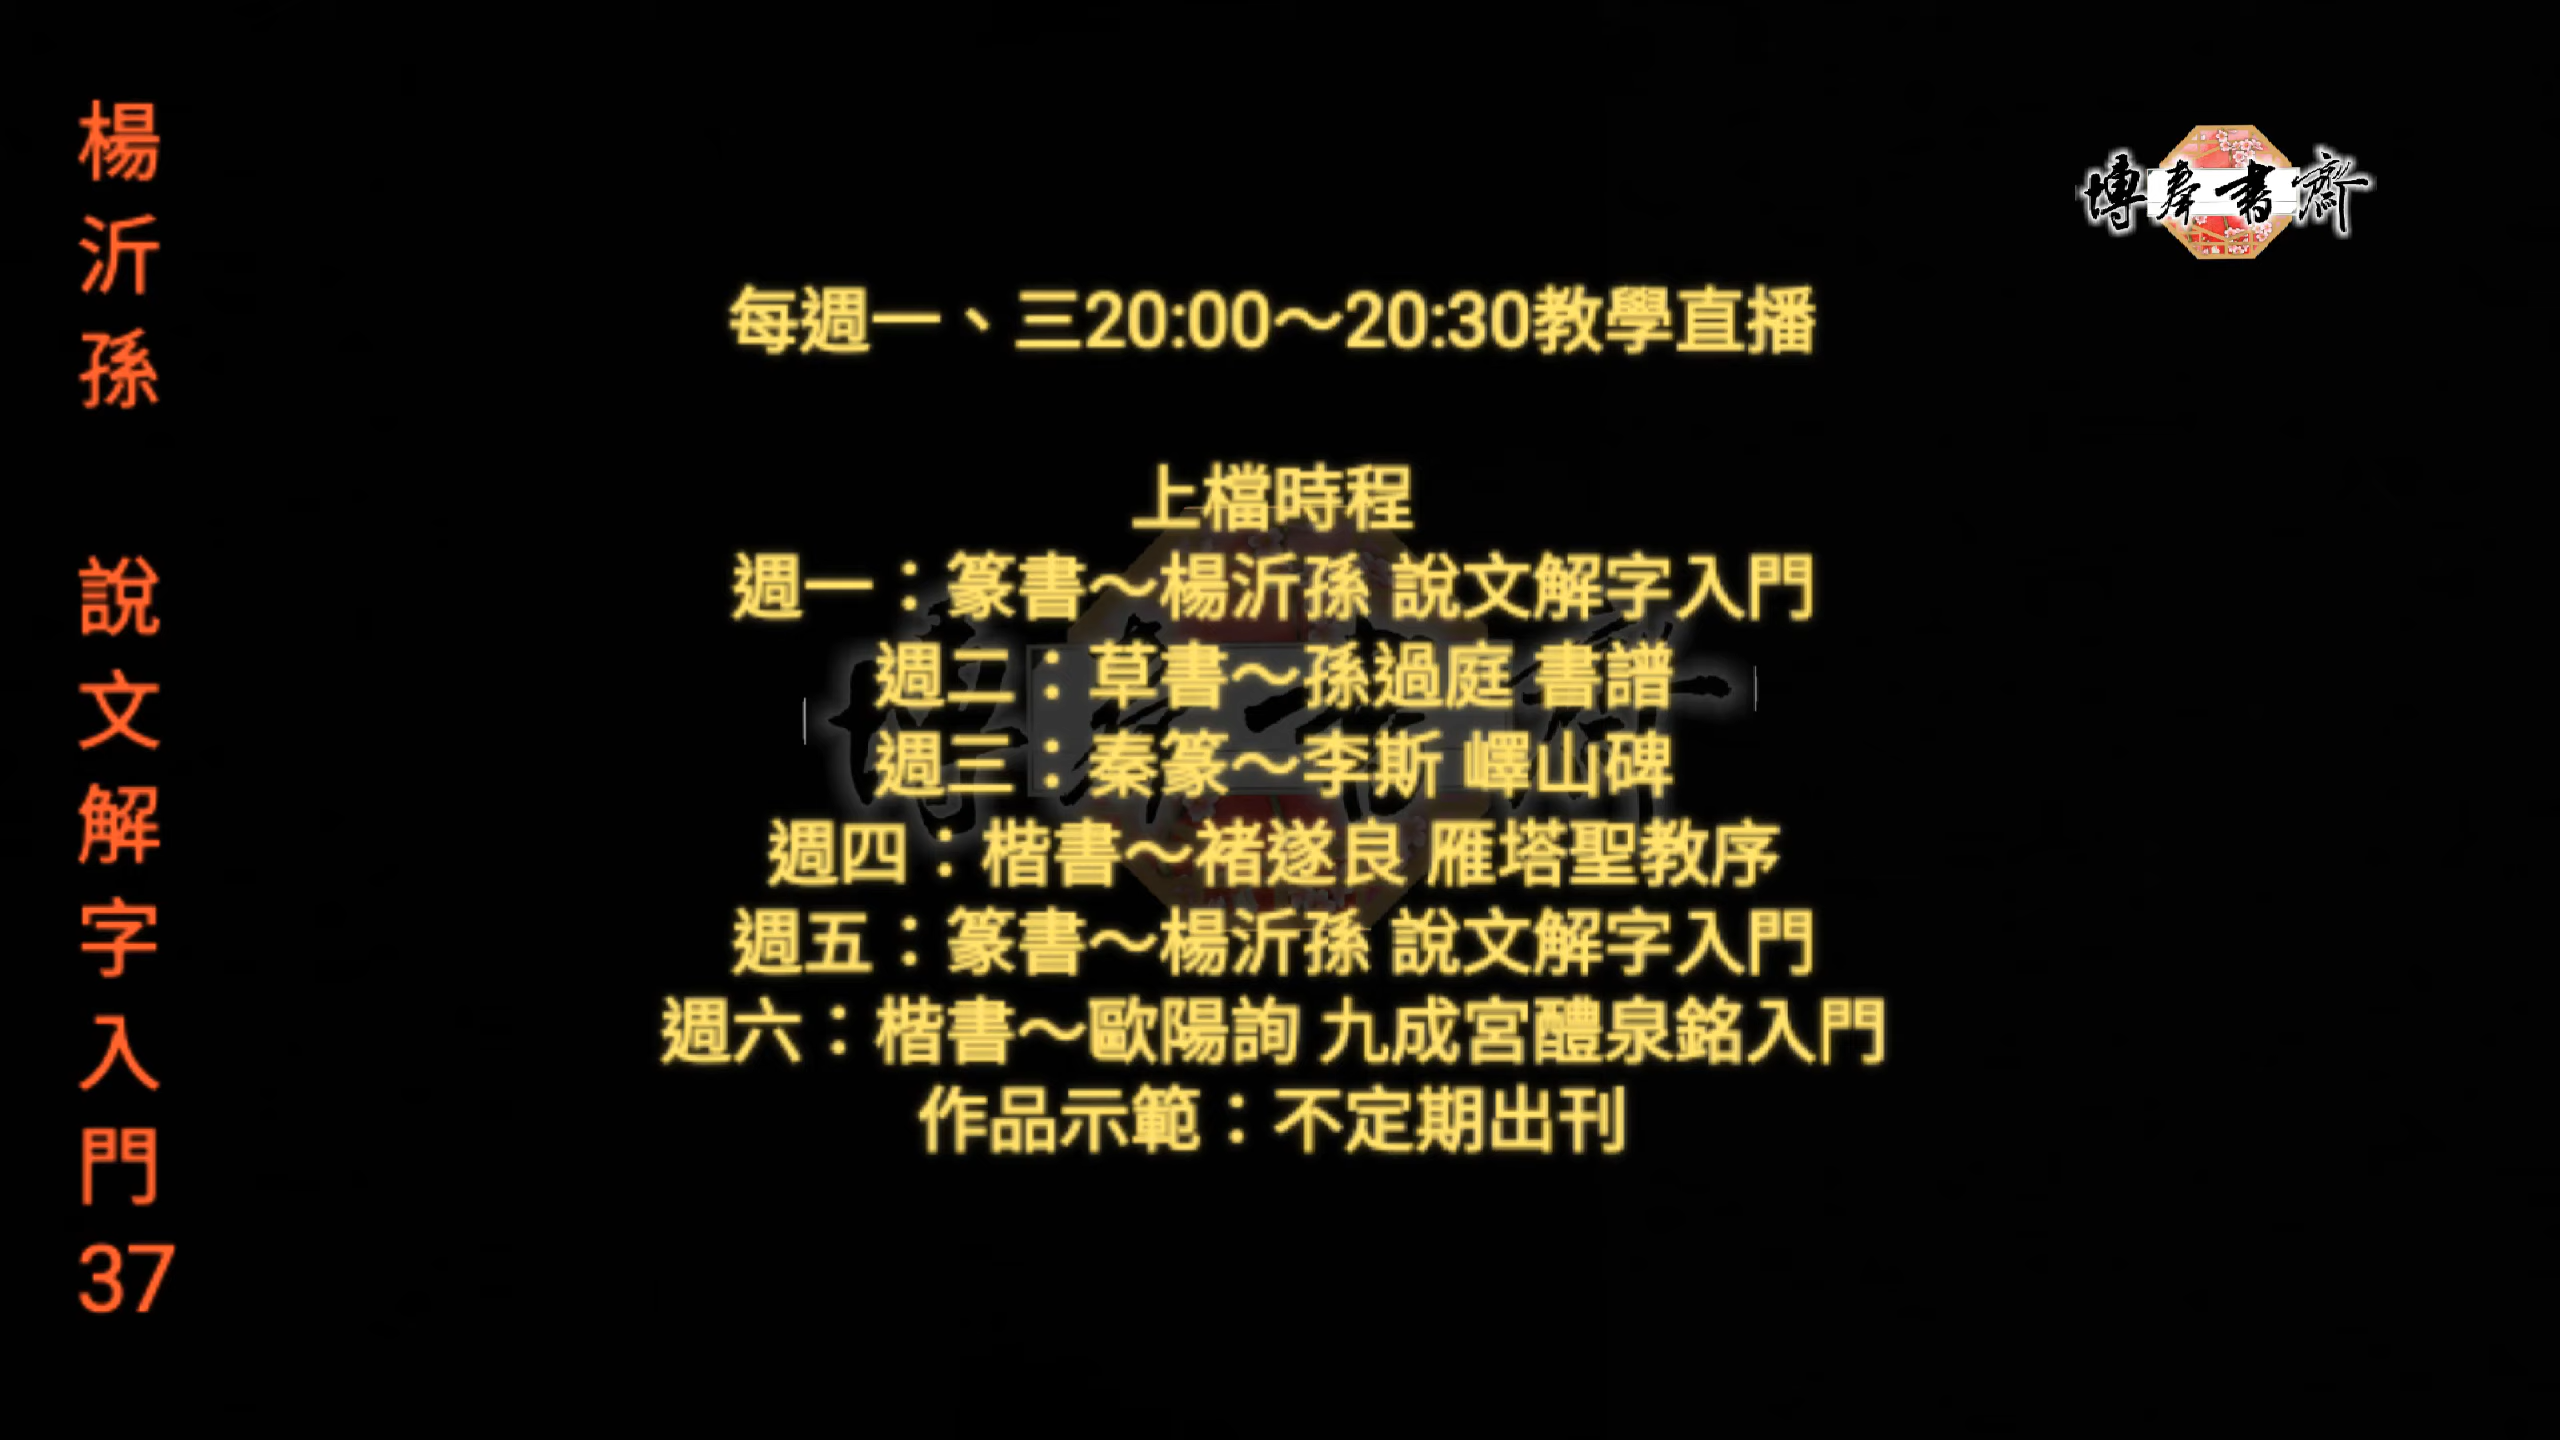 楊沂孫 說文解字入門37
博奉書齋
每週一、三20:00～20:30教學直播
上檔時程
週一：篆書～楊沂孫 說文解字入門
週二：草書～孫過庭 書譜
週三：秦篆～李斯 嶧山碑
週四：楷書～褚遂良 雁塔聖教序
週五：篆書～楊沂孫 說文解字入門
週六：楷書～歐陽詢 九成宮醴泉銘入門
作品示範：不定期出刊